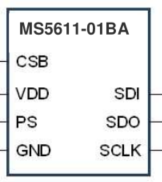 MS5611-01BA
CSB
VDD SDI
PS SDO
GND SCLK